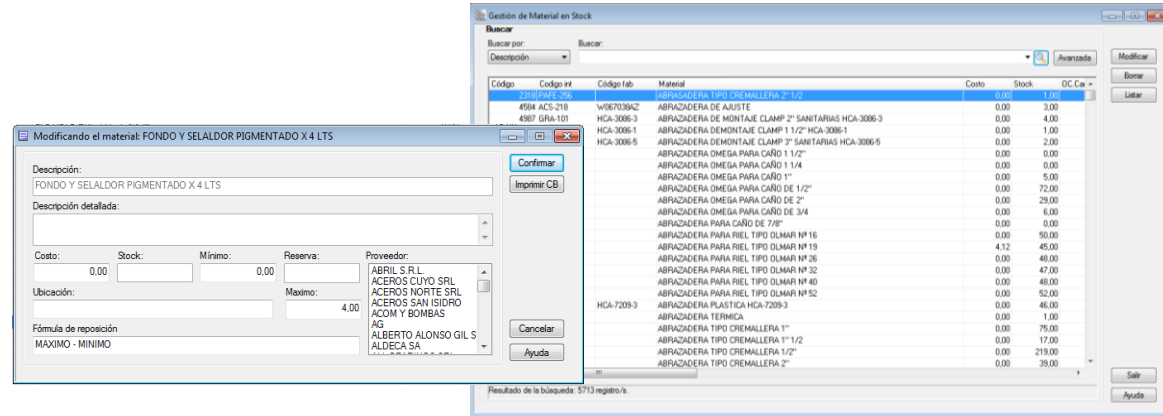 Gestión de Material en Stock
Buscar
Buscar por: Buscar:
Descripción Avanzada
Modificar
Borrar
Listar
Código Codigo int Código fab Material Costo Stock OC.Car
2318 PAFE-256 ABRASADERA TIPO CREMALLERA 2" 1/2 0,00 1,00
4584 ACS-218 W067038AZ ABRAZADERA DE AJUSTE 0,00 3,00
4987 GRA-101 HCA-3086-3 ABRAZADERA DE MONTAJE CLAMP 2" SANITARIAS HCA-3086-3 0,00 4,00
HCA-3086-1 ABRAZADERA DEMONTAJE CLAMP 1 1/2" HCA-3086-1 0,00 1,00
HCA-3086-5 ABRAZADERA DEMONTAJE CLAMP 3" SANITARIAS HCA-3086-5 0,00 2,00
ABRAZADERA OMEGA PARA CAÑO 1 1/2" 0,00 0,00
ABRAZADERA OMEGA PARA CAÑO 1 1/4 0,00 0,00
ABRAZADERA OMEGA PARA CAÑO 1" 0,00 5,00
ABRAZADERA OMEGA PARA CAÑO DE 1/2" 0,00 72,00
ABRAZADERA OMEGA PARA CAÑO DE 2" 0,00 29,00
ABRAZADERA OMEGA PARA CAÑO DE 3/4 0,00 6,00
ABRAZADERA PARA CAÑO DE 7/8" 0,00 0,00
ABRAZADERA PARA RIEL TIPO OLMAR Nª 16 0,00 50,00
ABRAZADERA PARA RIEL TIPO OLMAR Nª 19 4,12 45,00
ABRAZADERA PARA RIEL TIPO OLMAR Nª 26 0,00 48,00
ABRAZADERA PARA RIEL TIPO OLMAR Nª 32 0,00 47,00
ABRAZADERA PARA RIEL TIPO OLMAR Nª 40 0,00 48,00
ABRAZADERA PARA RIEL TIPO OLMAR Nª 52 0,00 52,00
HCA-7209-3 ABRAZADERA PLASTICA HCA-7209-3 0,00 46,00
ABRAZADERA TERMICA 0,00 1,00
ABRAZADERA TIPO CREMALLERA 1" 0,00 75,00
ABRAZADERA TIPO CREMALLERA 1" 1/2 0,00 17,00
ABRAZADERA TIPO CREMALLERA 1/2" 0,00 219,00
ABRAZADERA TIPO CREMALLERA 2" 0,00 39,00
Resultado de la búsqueda: 5713 registro/s.
Salir
Ayuda
Modificando el material: FONDO Y SELALDOR PIGMENTADO X 4 LTS
Descripción:
FONDO Y SELALDOR PIGMENTADO X 4 LTS
Descripción detallada:
Confirmar
Imprimir CB
Costo: Stock: Mínimo: Reserva: Proveedor:
0,00 0,00
Ubicación: Maximo:
4,00
Fórmula de reposición
MAXIMO - MINIMO
ABRIL S.R.L.
ACEROS CUYO SRL
ACEROS NORTE SRL
ACEROS SAN ISIDRO
ACOM Y BOMBAS
AG
ALBERTO ALONSO GIL S
ALDECA SA
Cancelar
Ayuda